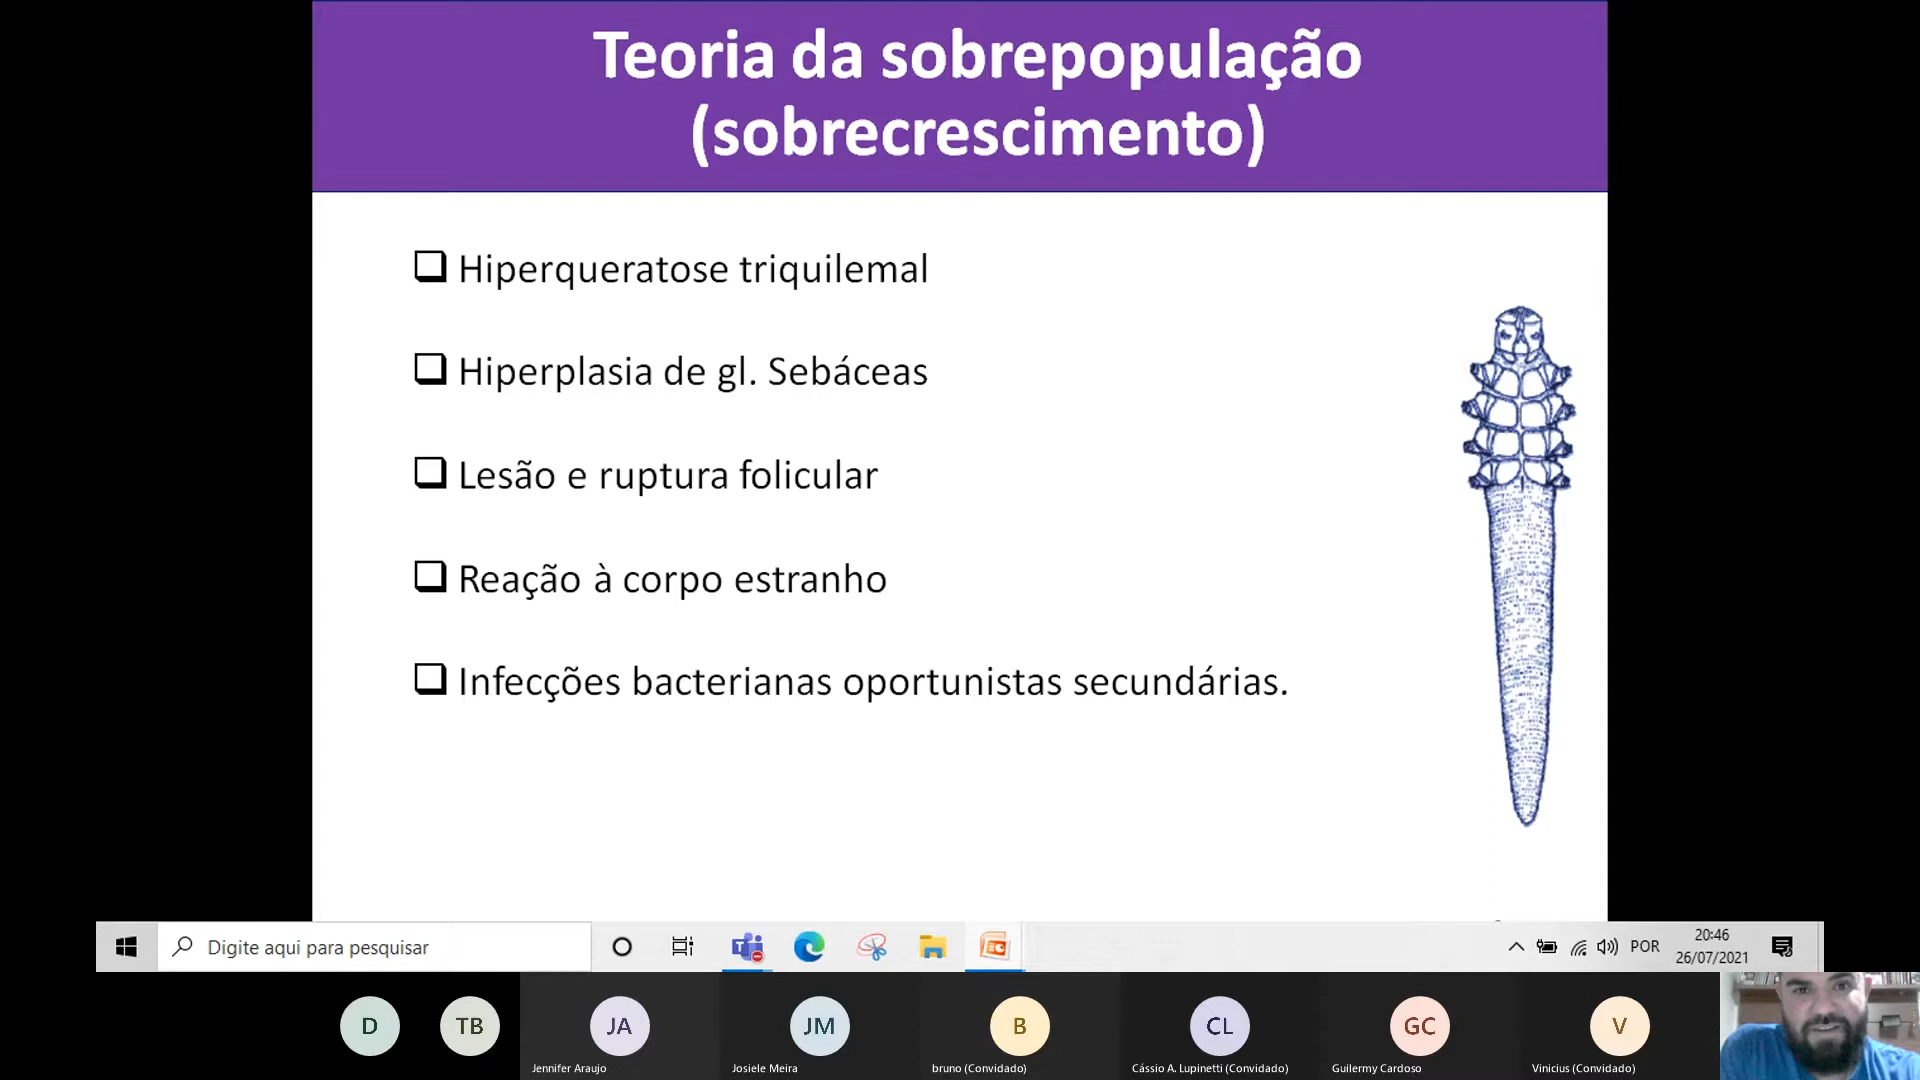 Teoria da sobrepopulação
(sobrecrescimento)
Hiperqueratose triquilemal
Hiperplasia de gl. Sebáceas
Lesão e ruptura folicular
Reação à corpo estranho
Infecções bacterianas oportunistas secundárias.
Digite aqui para pesquisar
POR
20:46
26/07/2021
D
TB
JA
JM
B
CL
GC
V
Jennifer Araujo
Josiele Meira
bruno (Convidado)
Cássio A. Lupinetti (Convidado)
Guilermy Cardoso
Vinicius (Convidado)